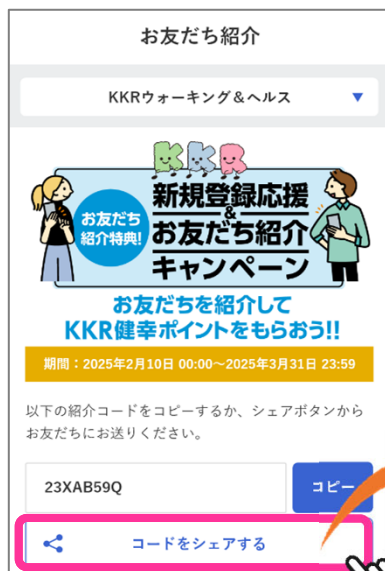 お友だち紹介
KKRウォーキング＆ヘルス
KKR
お友だち
紹介特典!
新規登録応援
&
お友だち紹介
キャンペーン
お友だちを紹介して
KKR健幸ポイントをもらおう!!
期間：2025年2月10日 00:00～2025年3月31日 23:59
以下の紹介コードをコピーするか、シェアボタンから
お友だちにお送りください。
23XAB59Q
コピー
コードをシェアする